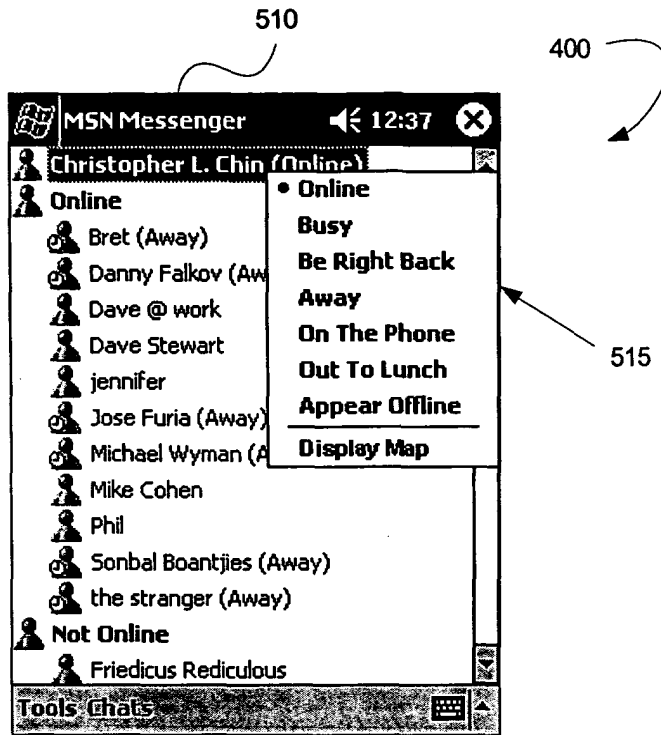 510
400
MSN Messenger 12:37
Christopher L. Chin (Online)
Online
Bret (Away)
Danny Falkov (Aw
Dave @ work
Dave Stewart
jennifer
Jose Furia (Away)
Michael Wyman (A
Mike Cohen
Phil
Sonbal Boantjies (Away)
the stranger (Away)
Not Online
Friedicus Rediculous
• Online
Busy
Be Right Back
Away
On The Phone
Out To Lunch
Appear Offline
Display Map
515
Tools Chats